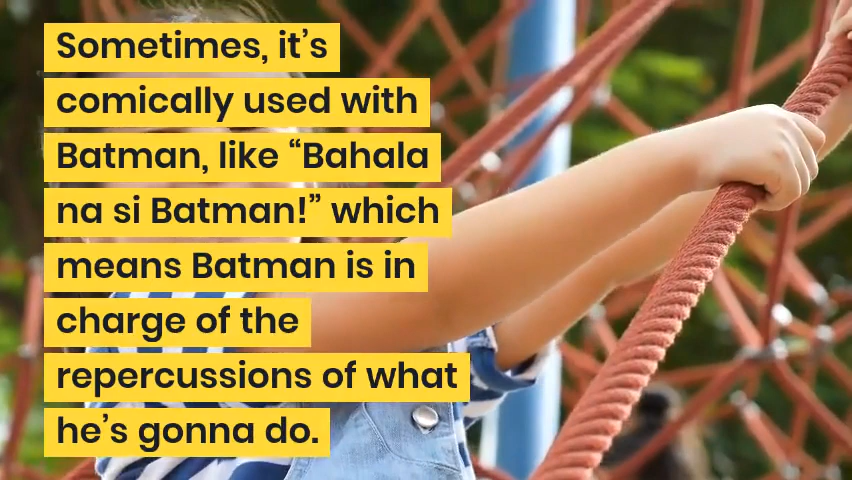 Sometimes, it’s
comically used with
Batman, like “Bahala
na si Batman!” which
means Batman is in
charge of the
repercussions of what
he’s gonna do.